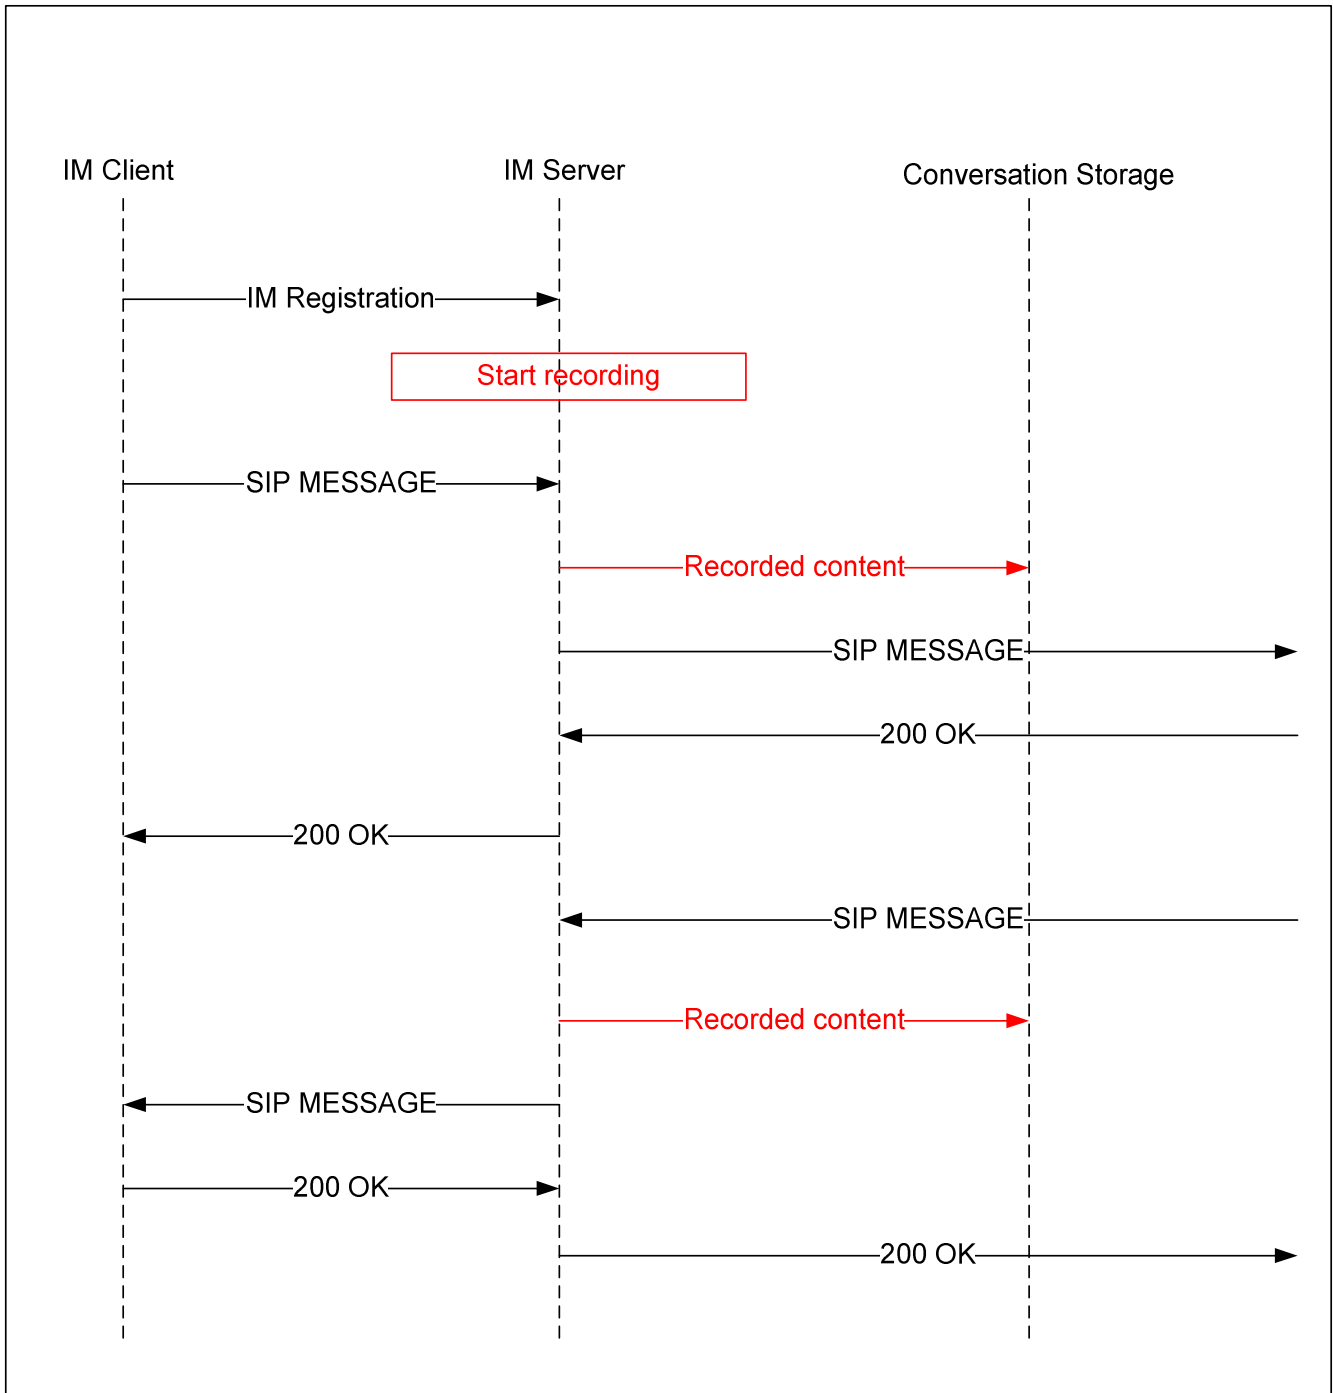 IM Client
IM Server
Conversation Storage
IM Registration
Start recording
SIP MESSAGE
Recorded content
SIP MESSAGE
200 OK
200 OK
SIP MESSAGE
Recorded content
SIP MESSAGE
200 OK
200 OK